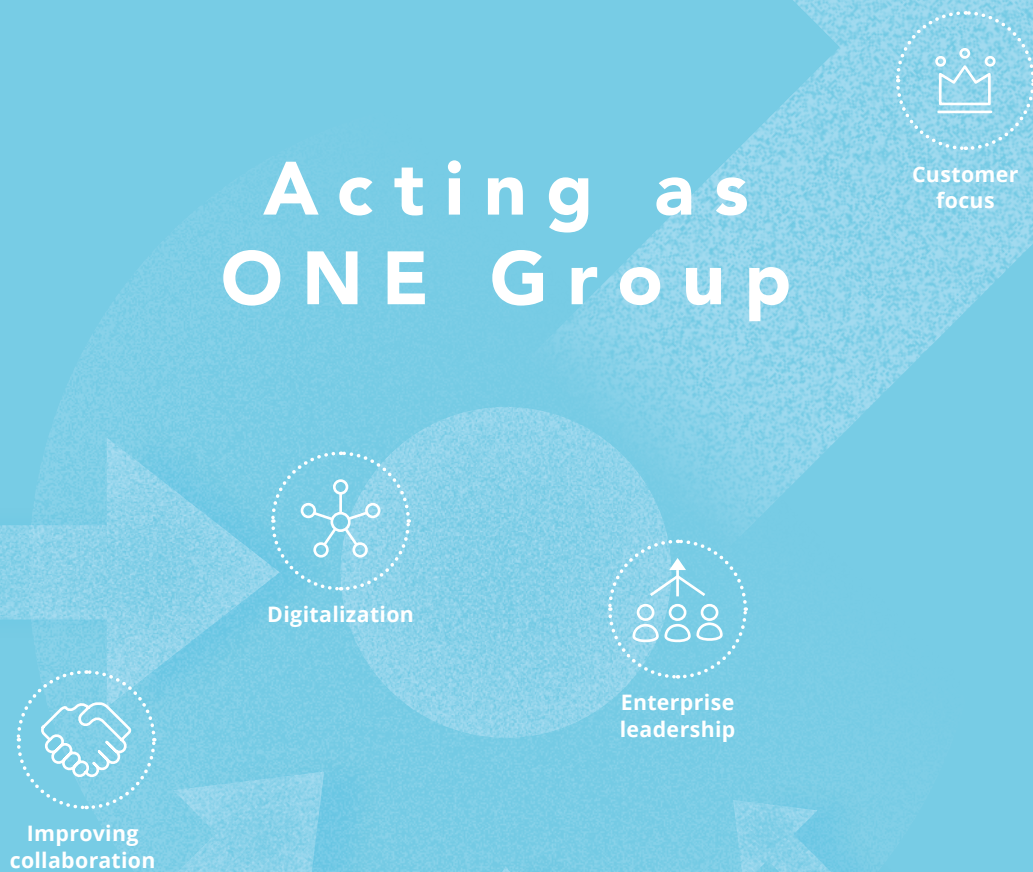 Customer
focus
Acting as
ONE Group
Digitalization
Enterprise
leadership
Improving
collaboration